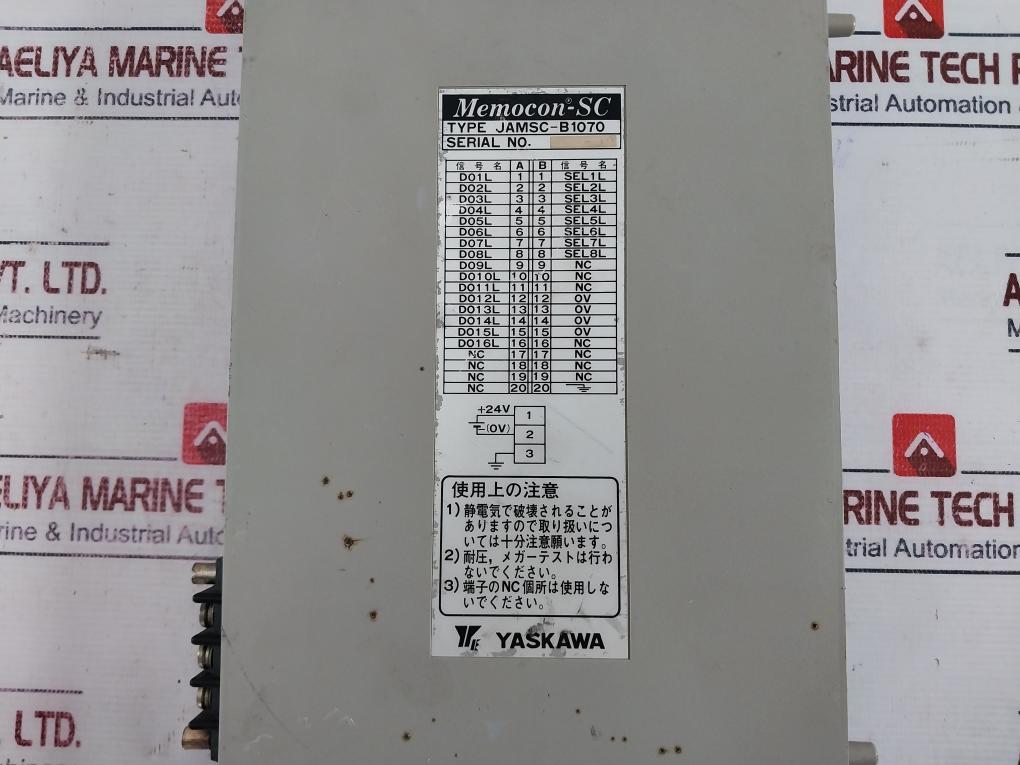 Memocon®-SC
TYPE JAMSC-B1070
SERIAL NO.
信号名 A B 信号名
DO1L 1 1 SEL1L
DO2L 2 2 SEL2L
DO3L 3 3 SEL3L
DO4L 4 4 SEL4L
DO5L 5 5 SEL5L
DO6L 6 6 SEL6L
DO7L 7 7 SEL7L
DO8L 8 8 SEL8L
DO9L 9 9 NC
DO10L 10 10 NC
DO11L 11 11 NC
DO12L 12 12 0V
DO13L 13 13 0V
DO14L 14 14 0V
DO15L 15 15 0V
DO16L 16 16 NC
NC 17 17 NC
NC 18 18 NC
NC 19 19 NC
NC 20 20
+24V 1
(0V) 2
3
使用上の注意
1) 静電気で破壊されることが
ありますので取り扱いにつ
いては十分注意願います。
2) 耐圧，メガーテストは行わ
ないでください。
3) 端子のNC個所は使用しな
いでください。
YASKAWA
AELIYA MARINE T
Marine & Industrial Auto
VT. LTD.
Machinery
ELIYA MARINE T
rine & Industrial Auto
LTD.
ARINE TECH P
strial Automation &
A
M
RINE TECH
trial Automation